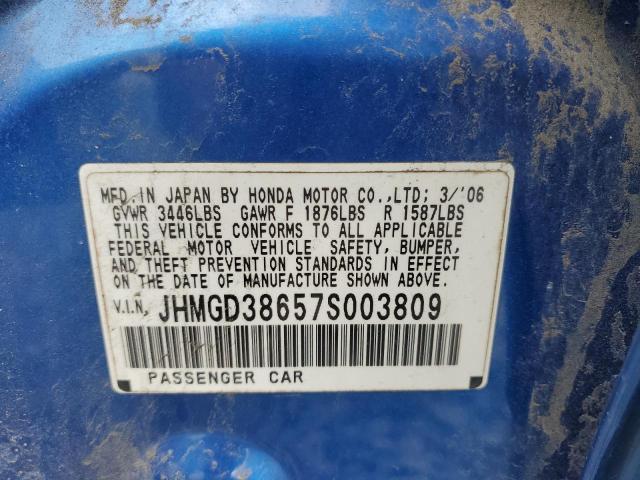 MFD. IN JAPAN BY HONDA MOTOR CO.,LTD; 3/'06
GVWR 3446LBS GAWR F 1876LBS R 1587LBS
THIS VEHICLE CONFORMS TO ALL APPLICABLE
FEDERAL MOTOR VEHICLE SAFETY, BUMPER,
AND THEFT PREVENTION STANDARDS IN EFFECT
ON THE DATE OF MANUFACTURE SHOWN ABOVE.
V.I.N. JHMGD38657S003809
PASSENGER CAR